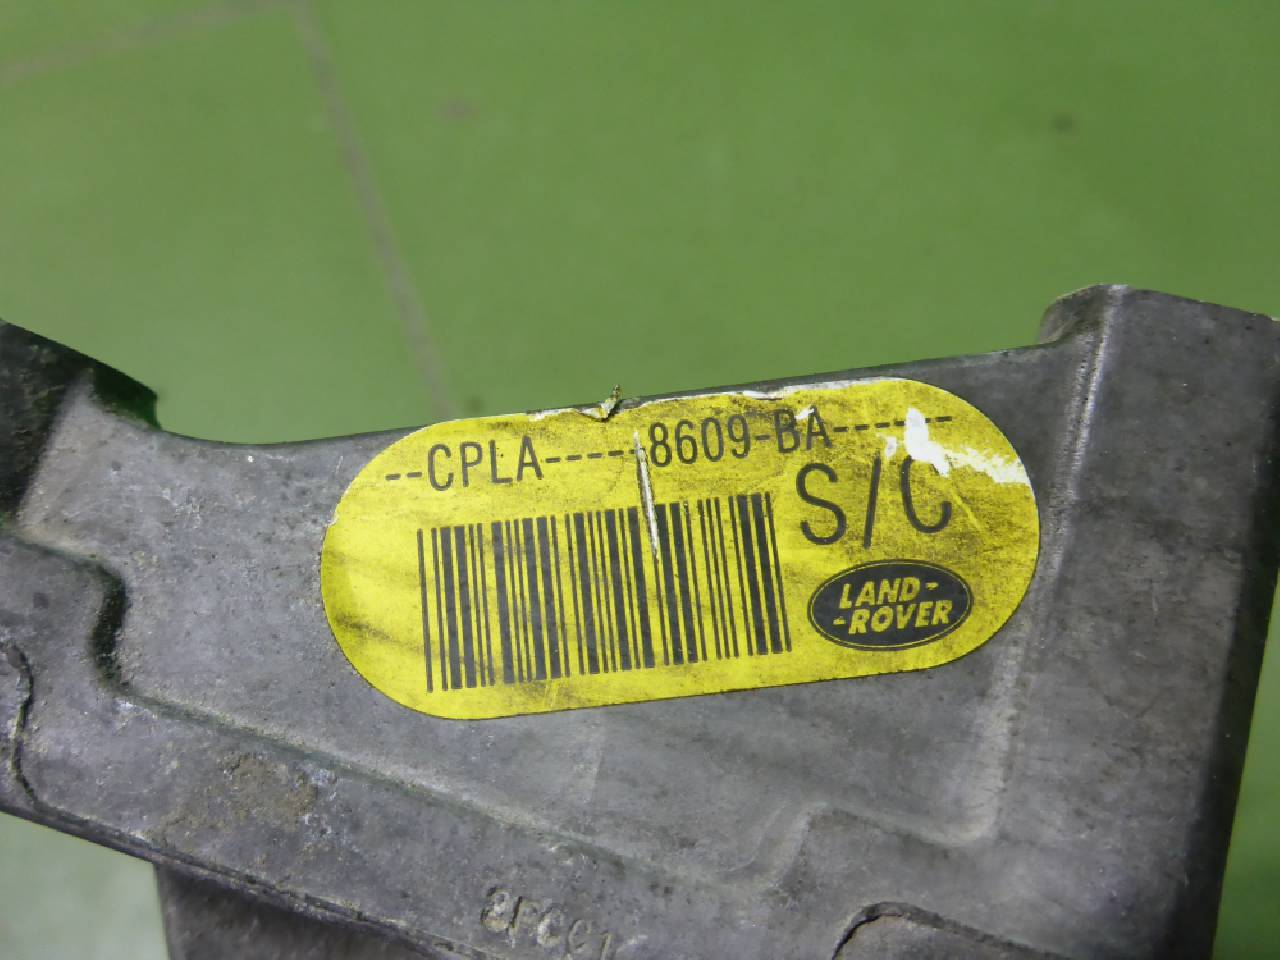 --CPLA-----8609-BA------
S/C
LAND-
-ROVER